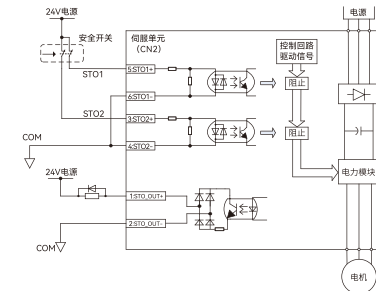 24V电源
电源
安全开关
伺服单元
(CN2)
控制回路
驱动信号
5:STO1+
STO1
阻止
6:STO1-
STO2
3:STO2+
阻止
COM
4:STO2-
24V电源
电力模块
1:STO_OUT+
2:STO_OUT-
COM
电机